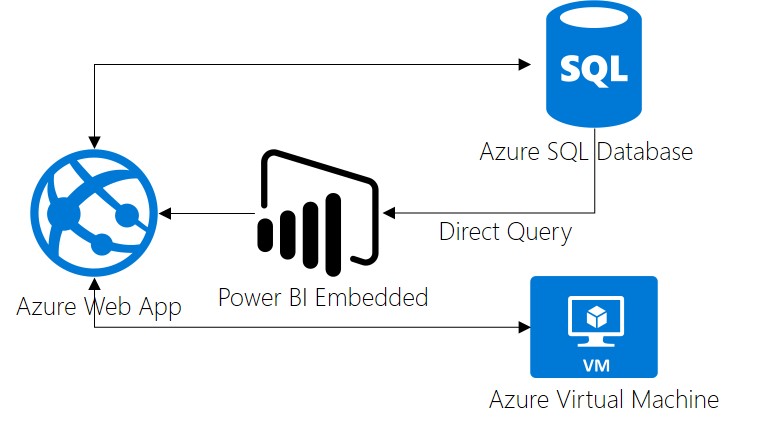 SQL
Azure SQL Database
Direct Query
Azure Web App
Power BI Embedded
VM
Azure Virtual Machine